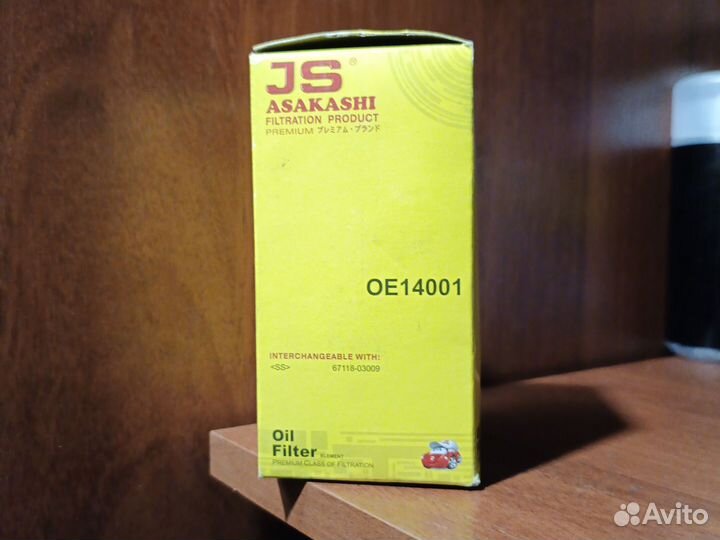 JS®
ASAKASHI
FILTRATION PRODUCT
PREMIUM プレミアム・ブランド
OE14001
INTERCHANGEABLE WITH:
<SS> 67118-03009
Oil
Filter ELEMENT
PREMIUM CLASS OF FILTRATION
Avito